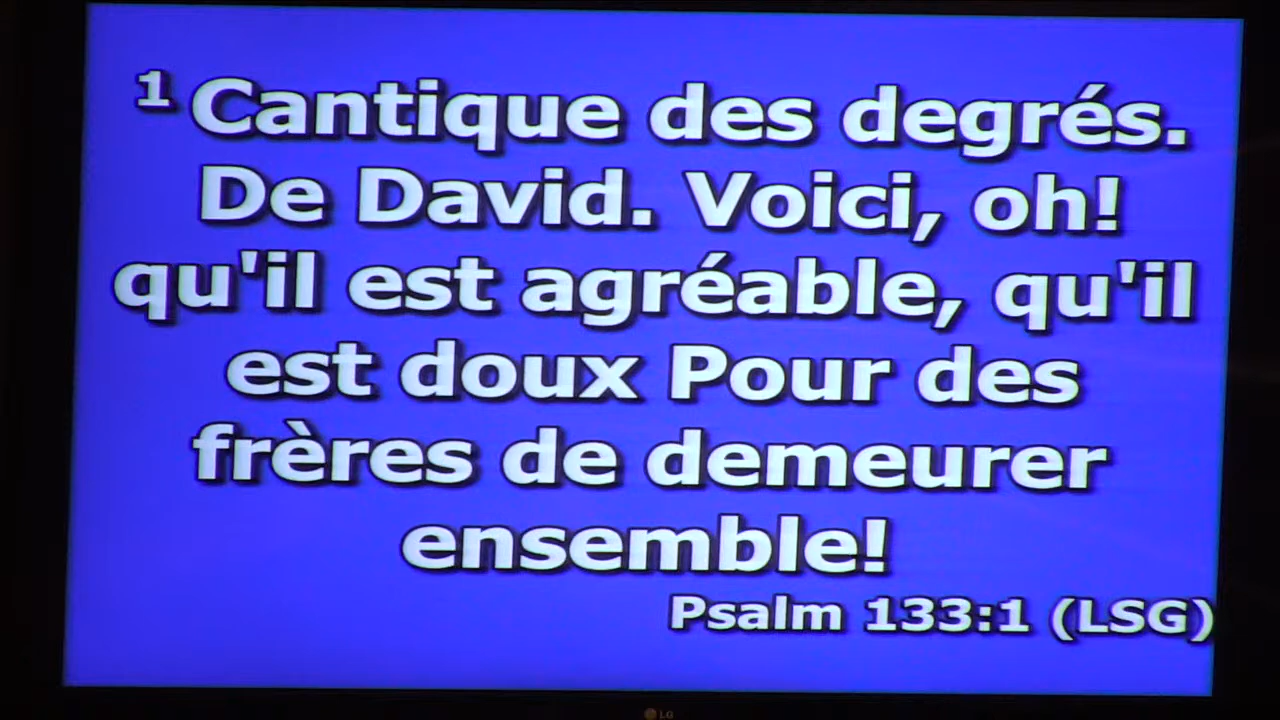 1 Cantique des degrés.
De David. Voici, oh!
qu'il est agréable, qu'il
est doux Pour des
frères de demeurer
ensemble!
Psalm 133:1 (LSG)
LG